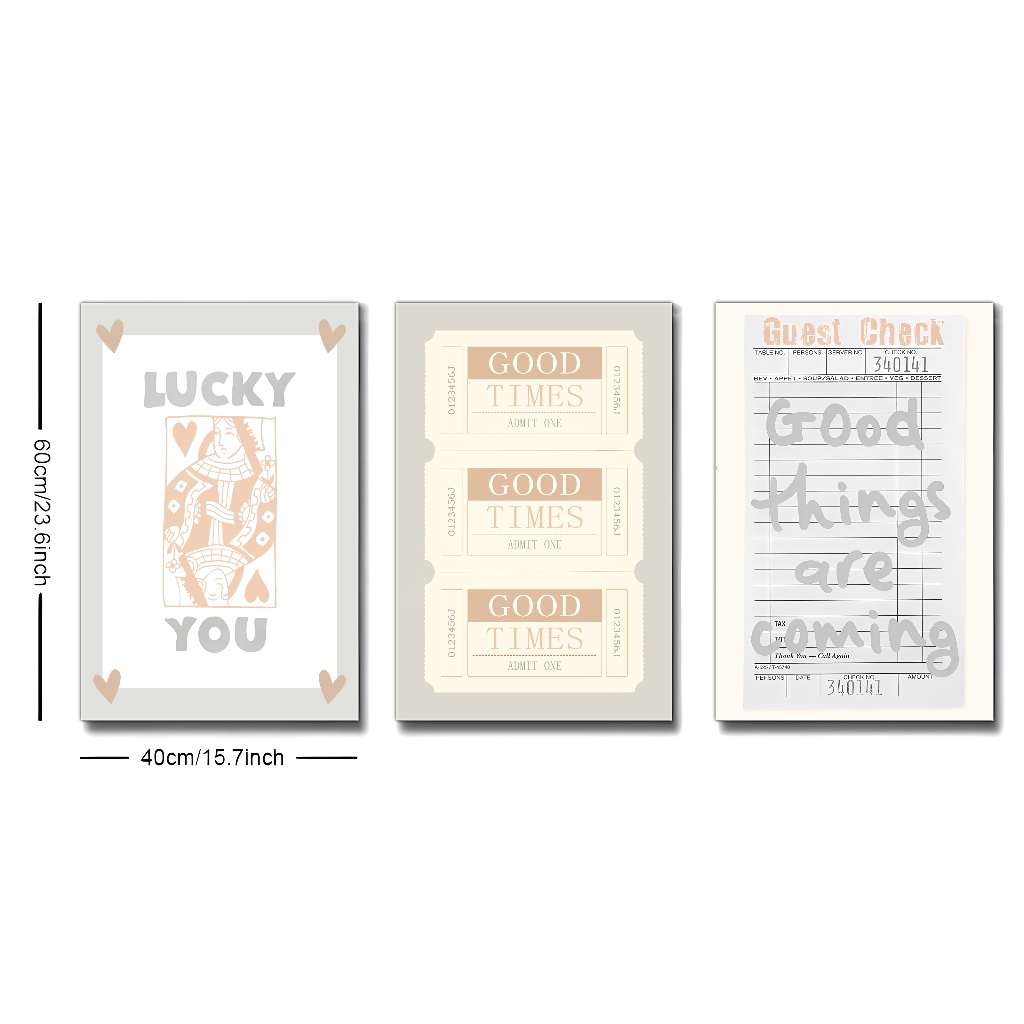 LUCKY
YOU
GOOD
TIMES
ADMIT ONE
0123456J
0123456J
GOOD
TIMES
ADMIT ONE
0123456J
0123456J
GOOD
TIMES
ADMIT ONE
0123456J
0123456J
Guest Check
TABLE NO. PERSONS SERVER NO. CHECK NO.
340141
BEV • APPET • SOUP/SALAD • ENTREE • VEG • DESSERT
Good
things
are
coming
TAX
Thank You — Call Again
PERSONS DATE CHECK NO. AMOUNT
340141
60cm/23.6inch
40cm/15.7inch